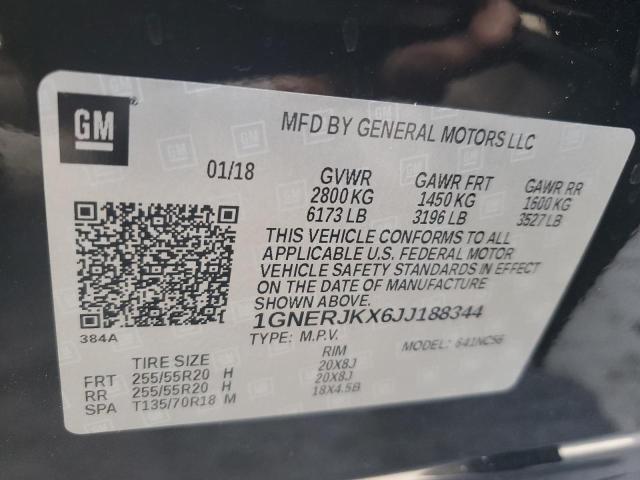 GM
MFD BY GENERAL MOTORS LLC
01/18 GVWR GAWR FRT GAWR RR
2800 KG 1450 KG 1600 KG
6173 LB 3196 LB 3527 LB
THIS VEHICLE CONFORMS TO ALL
APPLICABLE U.S. FEDERAL MOTOR
VEHICLE SAFETY STANDARDS IN EFFECT
ON THE DATE OF MANUFACTURE
SHOWN ABOVE.
1GNERJKX6JJ188344
384A TYPE: M.P.V. MODEL: 641NC56
TIRE SIZE RIM
FRT 255/55R20 H 20X8J
RR 255/55R20 H 20X8J
SPA T135/70R18 M 18X4.5B